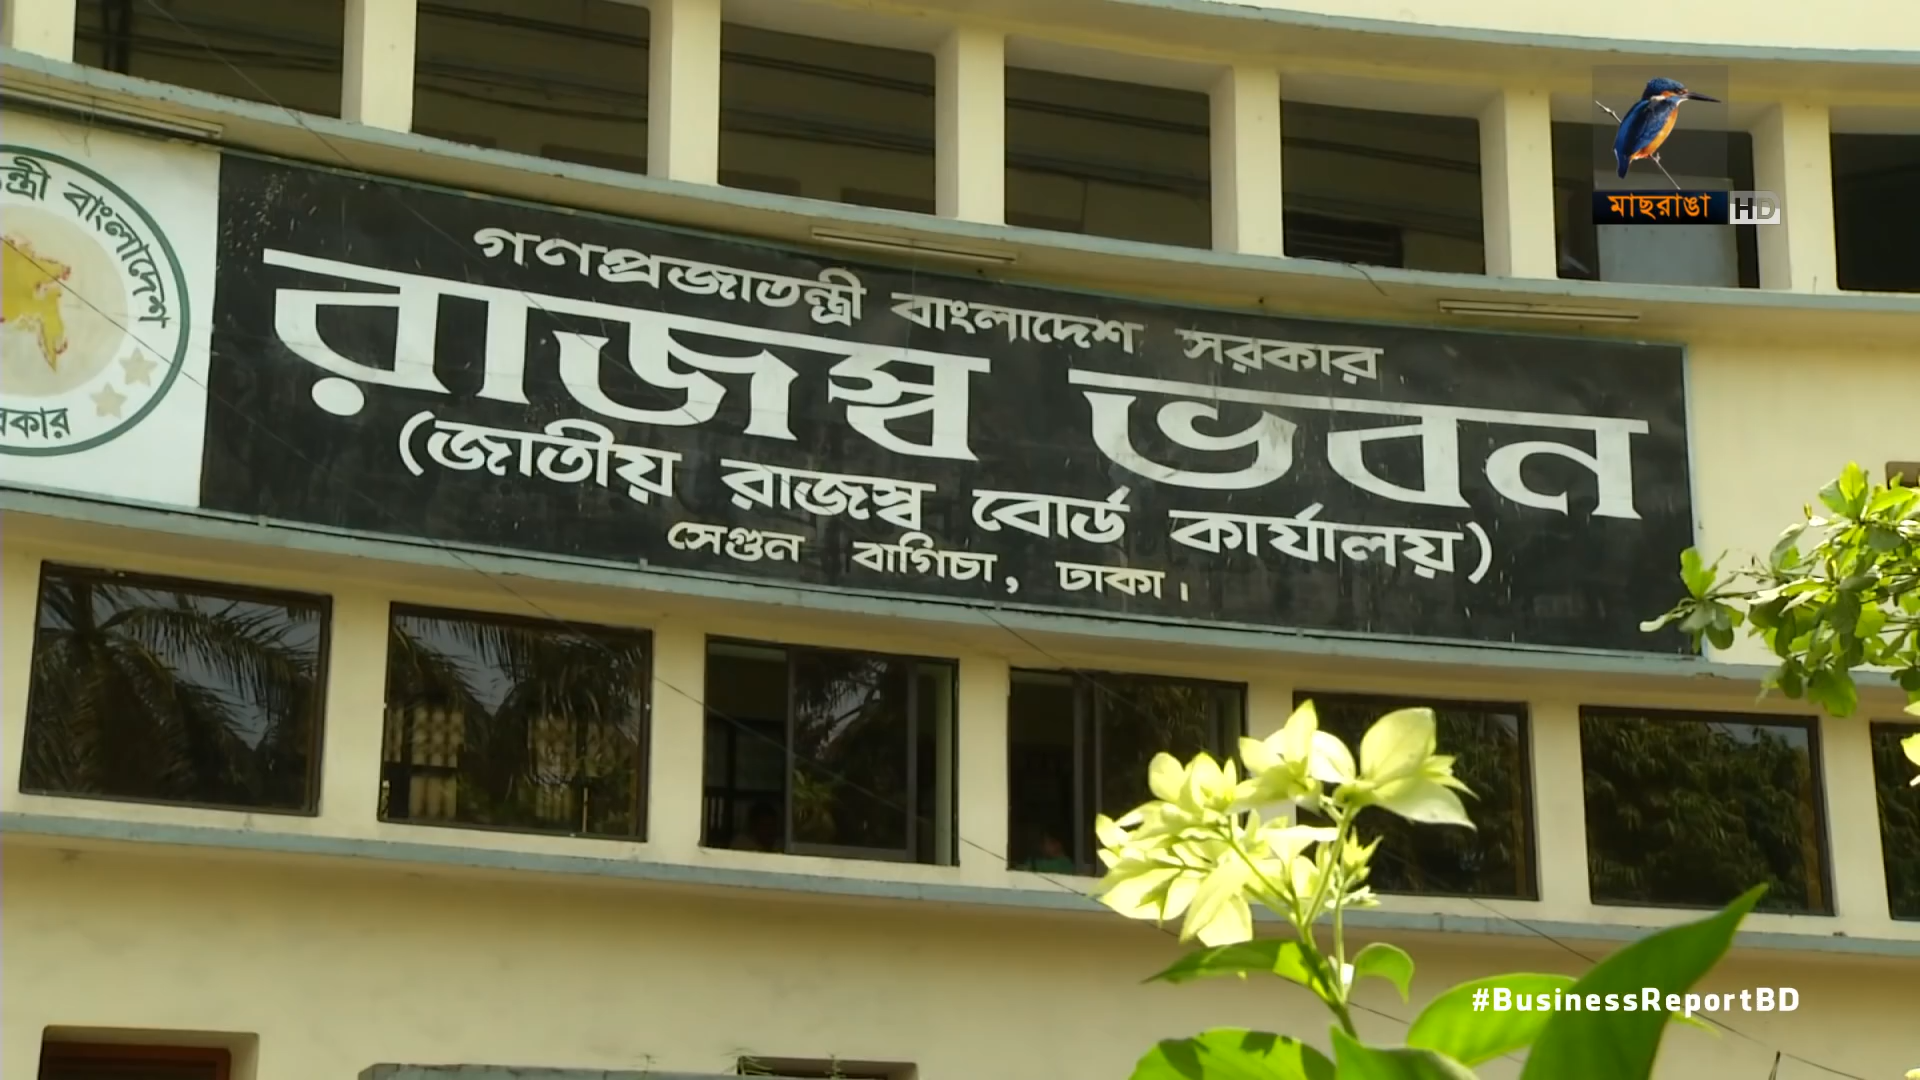 গণপ্রজাতন্ত্রী বাংলাদেশ সরকার
রাজস্ব ভবন
(জাতীয় রাজস্ব বোর্ড কার্যালয়)
সেগুন বাগিচা, ঢাকা।
বাংলাদেশ
মাছরাঙা HD
#BusinessReportBD